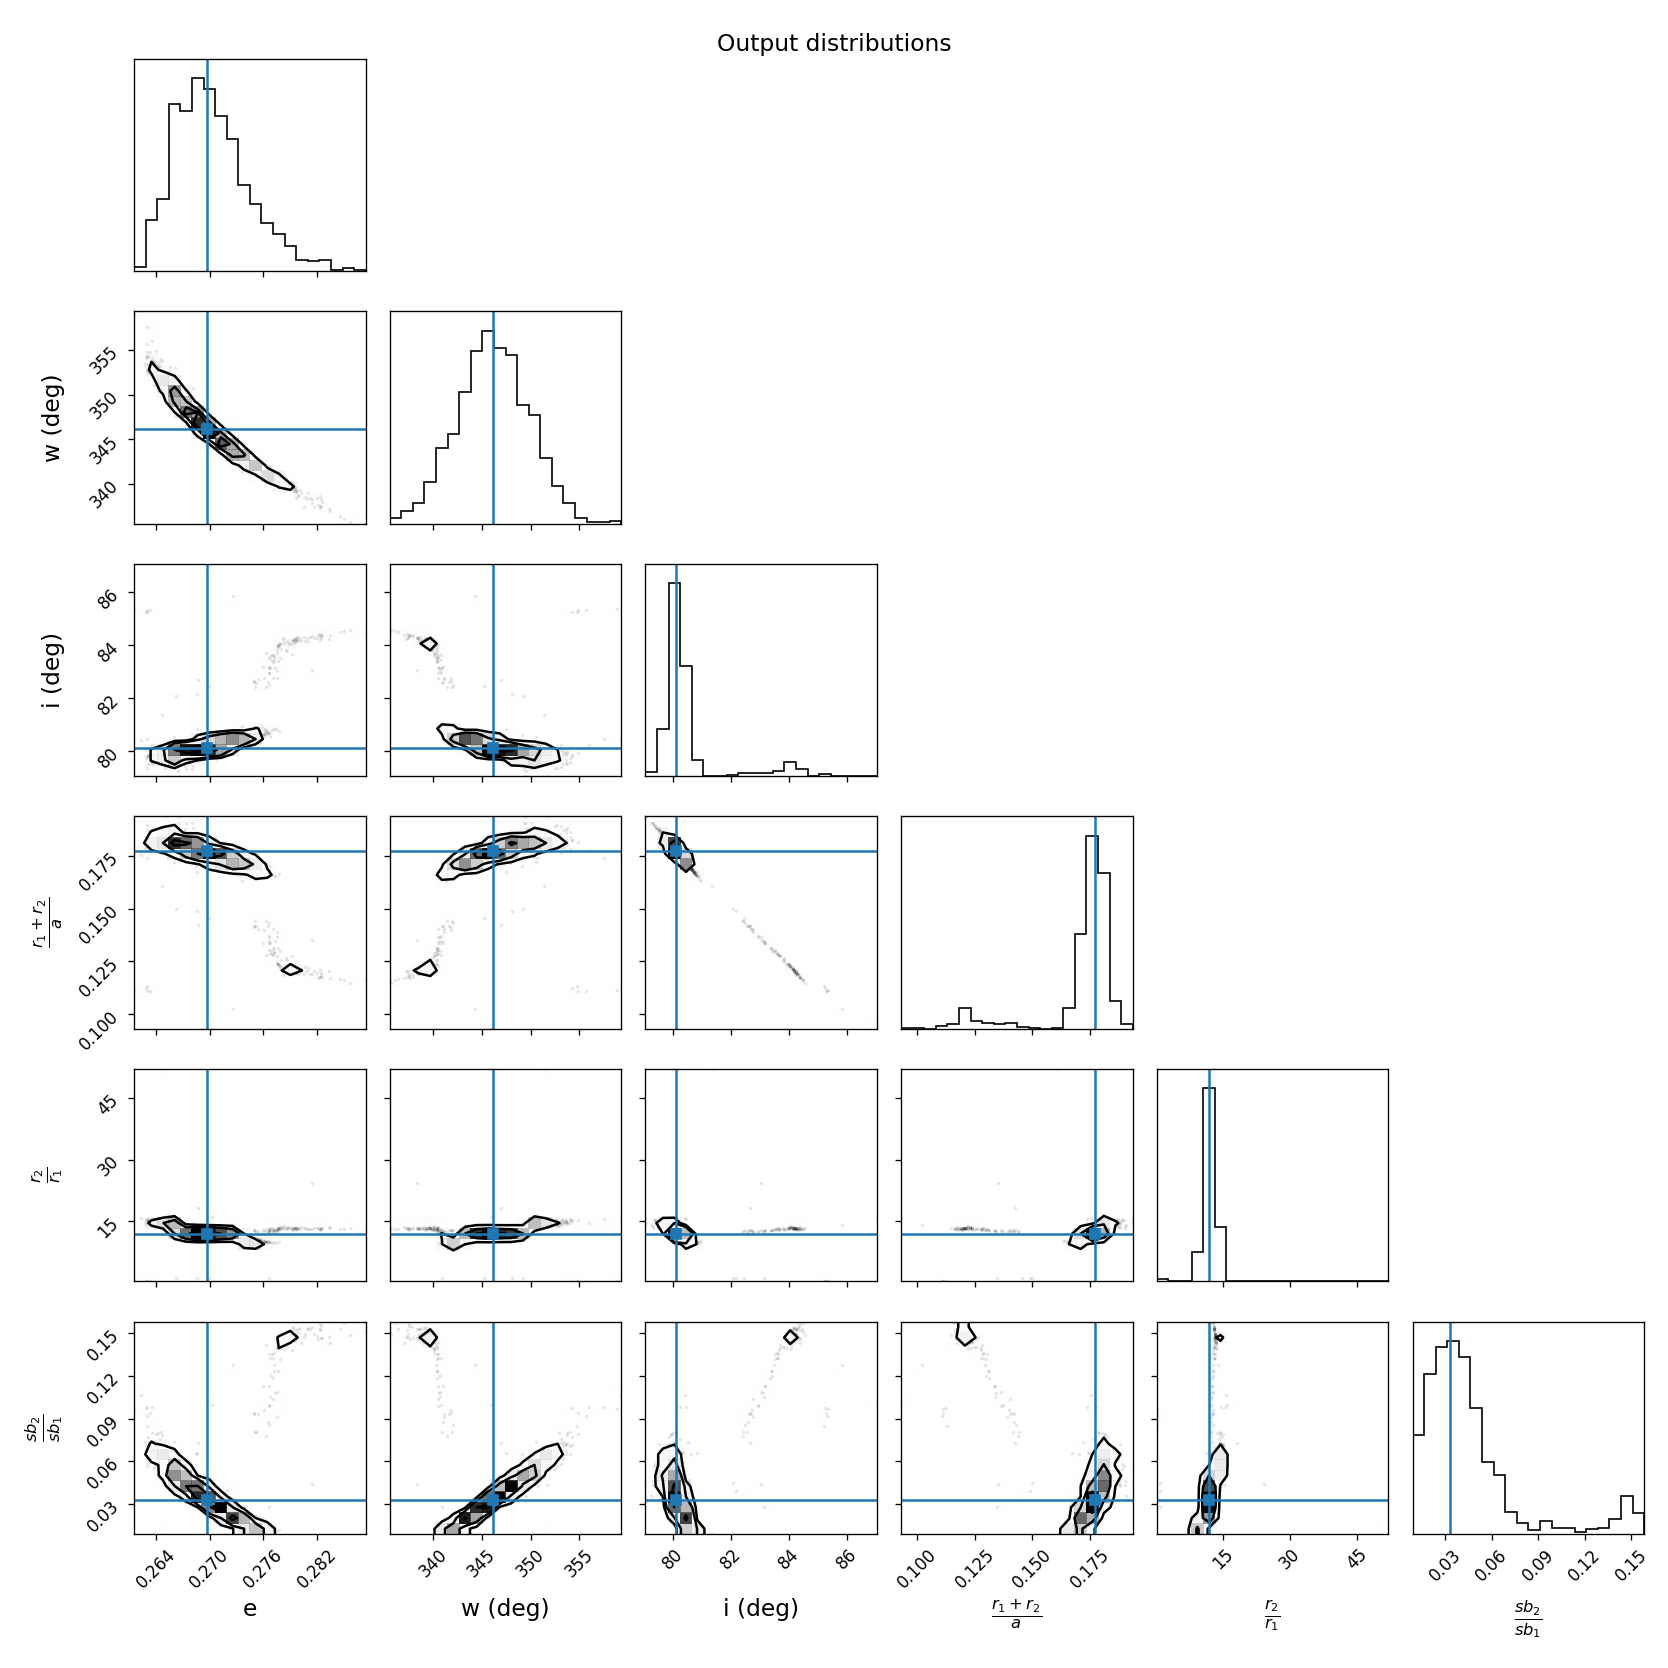 Output distributions
w (deg)
355
350
345
340
i (deg)
86
84
82
80
r₁ + r₂
a
0.175
0.150
0.125
0.100
r₂
r₁
45
30
15
sb₂
sb₁
0.15
0.12
0.09
0.06
0.03
0.264 0.270 0.276 0.282 340 345 350 355 80 82 84 86 0.100 0.125 0.150 0.175 15 30 45 0.03 0.06 0.09 0.12 0.15
e w (deg) i (deg) r₁ + r₂ r₂ sb₂
a r₁ sb₁